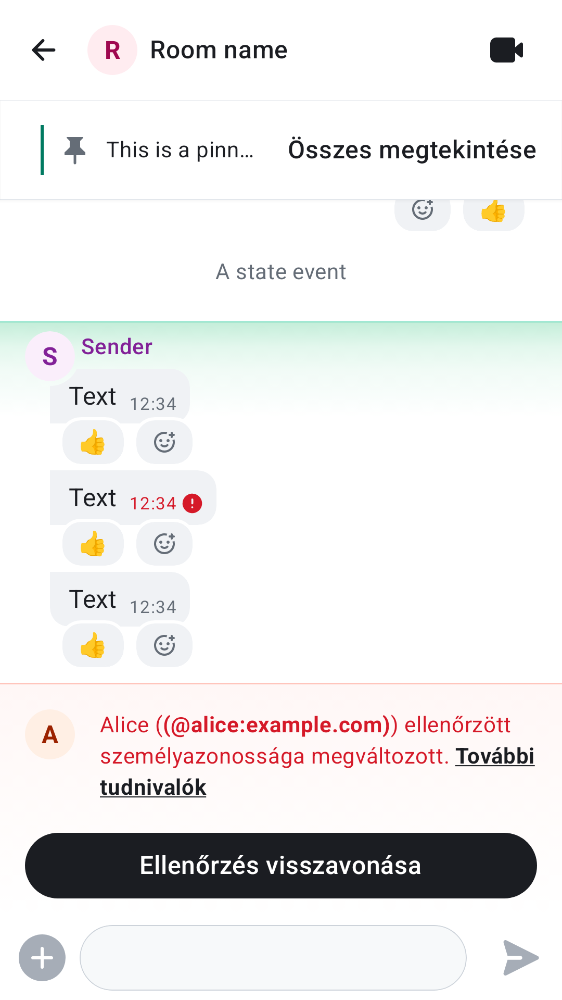 R Room name
This is a pinn… Összes megtekintése
A state event
S Sender
Text 12:34
Text 12:34
Text 12:34
A Alice ((@alice:example.com)) ellenőrzött
személyazonossága megváltozott. További
tudnivalók
Ellenőrzés visszavonása